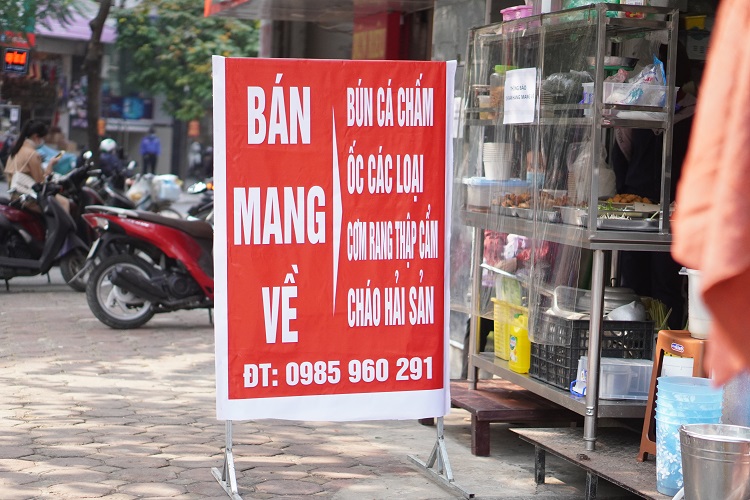 BÁN
MANG
VỀ
BÚN CÁ CHẤM
ỐC CÁC LOẠI
CƠM RANG THẬP CẨM
CHÁO HẢI SẢN
ĐT: 0985 960 291